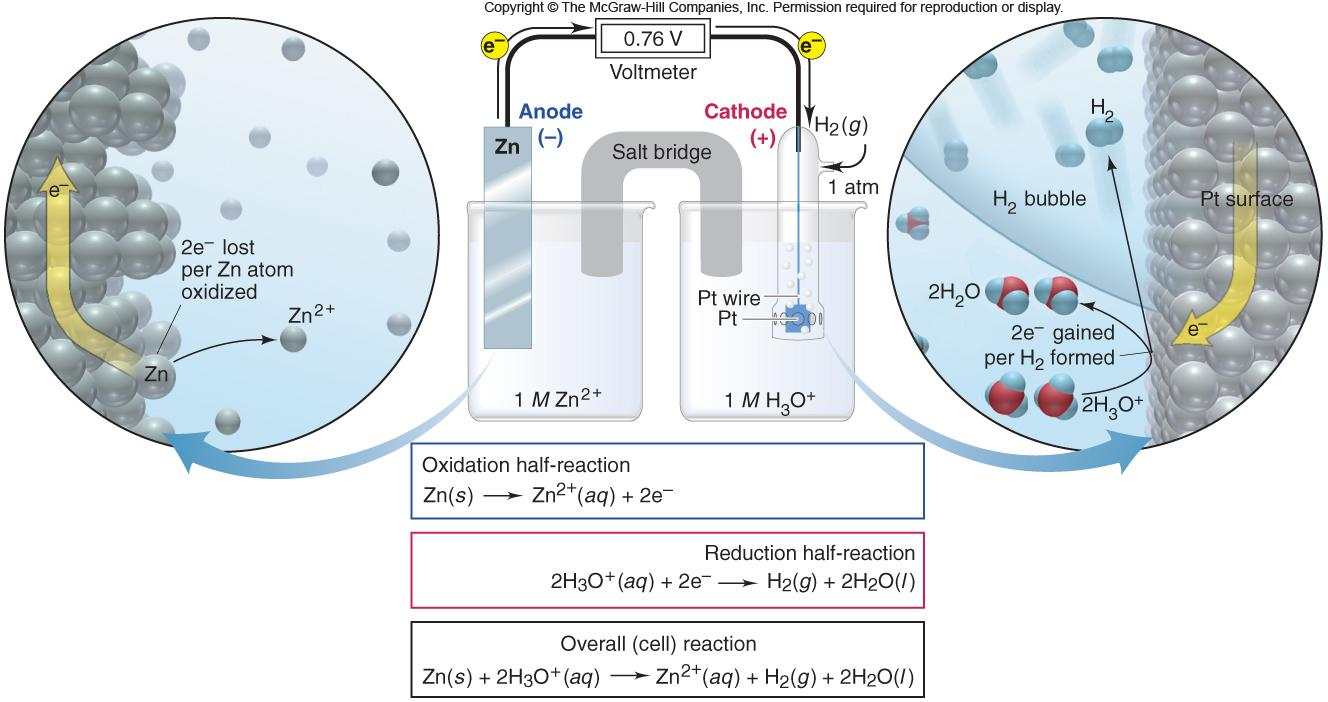 Copyright © The McGraw-Hill Companies, Inc. Permission required for reproduction or display.
e⁻
0.76 V
e⁻
Voltmeter
Anode
(–)
Cathode
(+)
H₂(g)
1 atm
Zn
Salt bridge
Pt wire
Pt
1 M Zn²⁺
1 M H₃O⁺
e⁻
2e⁻ lost
per Zn atom
oxidized
Zn²⁺
Zn
H₂
H₂ bubble
Pt surface
2H₂O
e⁻
2e⁻ gained
per H₂ formed
2H₃O⁺
Oxidation half-reaction
Zn(s) ⟶ Zn²⁺(aq) + 2e⁻
Reduction half-reaction
2H₃O⁺(aq) + 2e⁻ ⟶ H₂(g) + 2H₂O(l)
Overall (cell) reaction
Zn(s) + 2H₃O⁺(aq) ⟶ Zn²⁺(aq) + H₂(g) + 2H₂O(l)